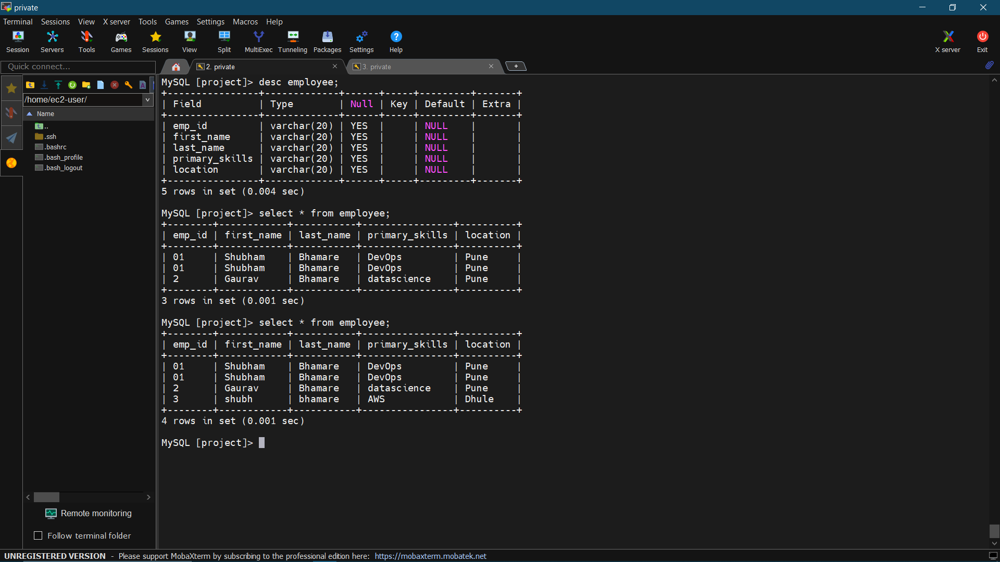 private
Terminal Sessions View X server Tools Games Settings Macros Help
Session Servers Tools Games Sessions View Split MultiExec Tunneling Packages Settings Help X server Exit
Quick connect...
2. private
3. private
/home/ec2-user/
Name
..
.ssh
.bashrc
.bash_profile
.bash_logout
MySQL [project]> desc employee;
+----------------+-------------+------+-----+---------+-------+
| Field          | Type        | Null | Key | Default | Extra |
+----------------+-------------+------+-----+---------+-------+
| emp_id         | varchar(20) | YES  |     | NULL    |       |
| first_name     | varchar(20) | YES  |     | NULL    |       |
| last_name      | varchar(20) | YES  |     | NULL    |       |
| primary_skills | varchar(20) | YES  |     | NULL    |       |
| location       | varchar(20) | YES  |     | NULL    |       |
+----------------+-------------+------+-----+---------+-------+
5 rows in set (0.004 sec)
MySQL [project]> select * from employee;
+--------+------------+-----------+----------------+----------+
| emp_id | first_name | last_name | primary_skills | location |
+--------+------------+-----------+----------------+----------+
| 01     | Shubham    | Bhamare   | DevOps         | Pune     |
| 01     | Shubham    | Bhamare   | DevOps         | Pune     |
| 2      | Gaurav     | Bhamare   | datascience    | Pune     |
+--------+------------+-----------+----------------+----------+
3 rows in set (0.001 sec)
MySQL [project]> select * from employee;
+--------+------------+-----------+----------------+----------+
| emp_id | first_name | last_name | primary_skills | location |
+--------+------------+-----------+----------------+----------+
| 01     | Shubham    | Bhamare   | DevOps         | Pune     |
| 01     | Shubham    | Bhamare   | DevOps         | Pune     |
| 2      | Gaurav     | Bhamare   | datascience    | Pune     |
| 3      | shubh      | bhamare   | AWS            | Dhule    |
+--------+------------+-----------+----------------+----------+
4 rows in set (0.001 sec)
MySQL [project]>
Remote monitoring
Follow terminal folder
UNREGISTERED VERSION - Please support MobaXterm by subscribing to the professional edition here: https://mobaxterm.mobatek.net